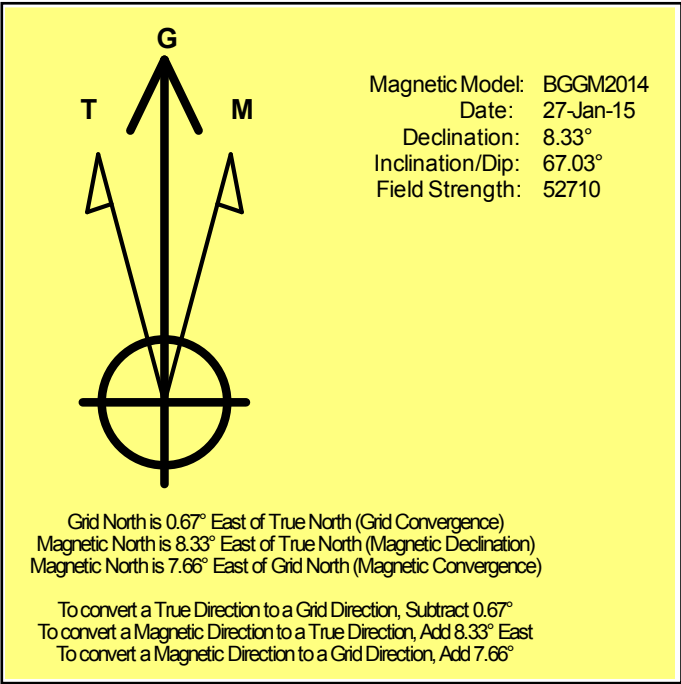 G
T M
Magnetic Model: BGGM2014
Date: 27-Jan-15
Declination: 8.33°
Inclination/Dip: 67.03°
Field Strength: 52710
Grid North is 0.67° East of True North (Grid Convergence)
Magnetic North is 8.33° East of True North (Magnetic Declination)
Magnetic North is 7.66° East of Grid North (Magnetic Convergence)
To convert a True Direction to a Grid Direction, Subtract 0.67°
To convert a Magnetic Direction to a True Direction, Add 8.33° East
To convert a Magnetic Direction to a Grid Direction, Add 7.66°